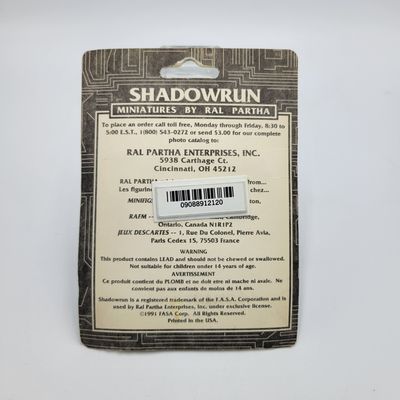 SHADOWRUN
MINIATURES BY RAL PARTHA
To place an order call toll free, Monday through Friday, 8:30 to
5:00 E.S.T., 1(800) 543-0272 or send $3.00 for our complete
photo catalog to:
RAL PARTHA ENTERPRISES, INC.
5938 Carthage Ct.
Cincinnati, OH 45212
RAL PARTHA from...
Les figurines chez...
MINIFIGS ton,
09088912120
RAFM -- Cambridge,
Ontario, Canada N1R1P2
JEUX DESCARTES -- 1, Rue Du Colonel, Pierre Avia,
Paris Cedex 15, 75503 France
WARNING
This product contains LEAD and should not be chewed or swallowed.
Not suitable for children under 14 years of age.
AVERTISSEMENT
Ce produit contient du PLOMB et ne doit etre ni mache ni avale. Ne
convient pas aux enfants de moins de 14 ans.
Shadowrun is a registered trademark of the F.A.S.A. Corporation and is
used by Ral Partha Enterprises, Inc. under exclusive license.
©1991 FASA Corp. All Rights Reserved.
Printed in the USA.